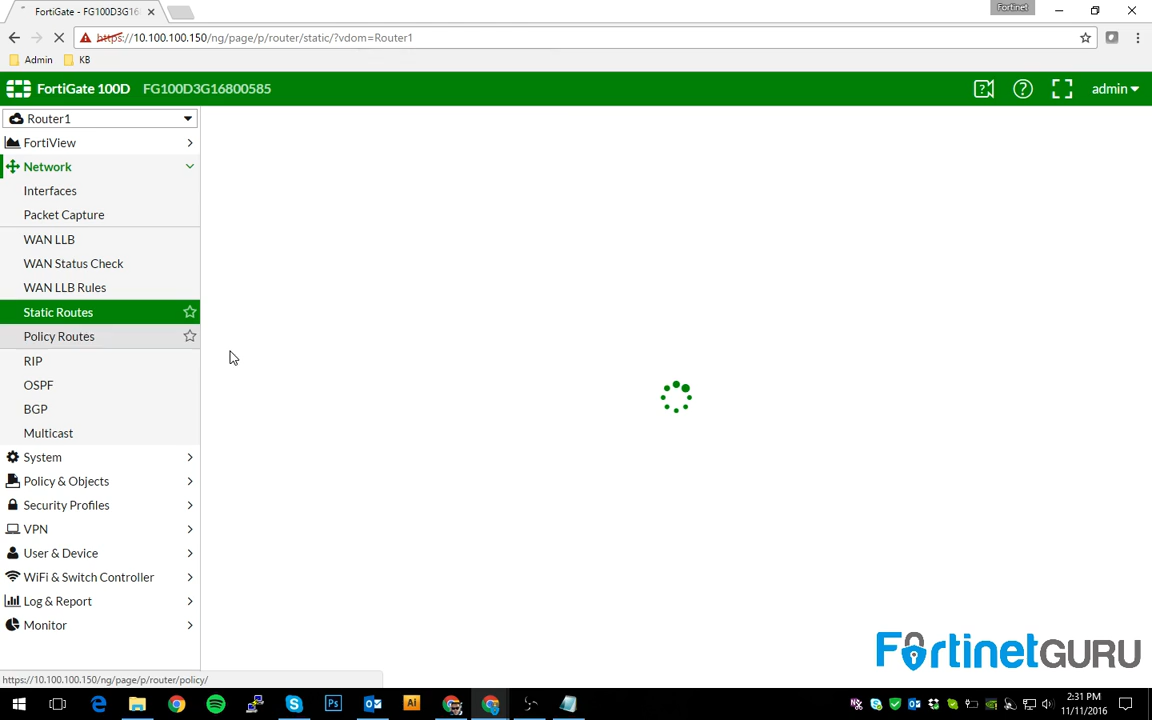 FortiGate - FG100D3G16
Fortinet
https://10.100.100.150/ng/page/p/router/static/?vdom=Router1
Admin KB
FortiGate 100D FG100D3G16800585 admin
Router1
FortiView
Network
Interfaces
Packet Capture
WAN LLB
WAN Status Check
WAN LLB Rules
Static Routes
Policy Routes
RIP
OSPF
BGP
Multicast
System
Policy & Objects
Security Profiles
VPN
User & Device
WiFi & Switch Controller
Log & Report
Monitor
FortinetGURU
https://10.100.100.150/ng/page/p/router/policy/
Ps
Ai
2:31 PM
11/11/2016